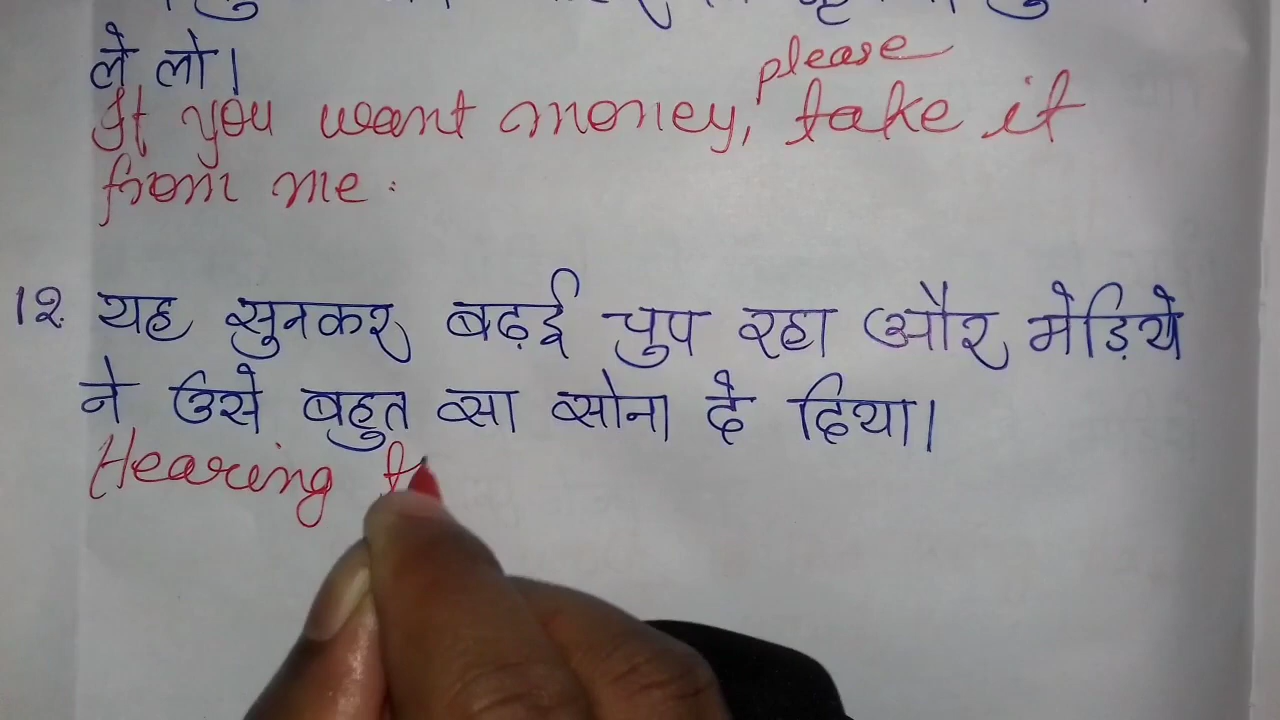 ले लो।
please
If you want money, take it
from me.
12. यह सुनकर बढ़ई चुप रहा और भेड़िये
ने उसे बहुत सा सोना दे दिया।
Hearing